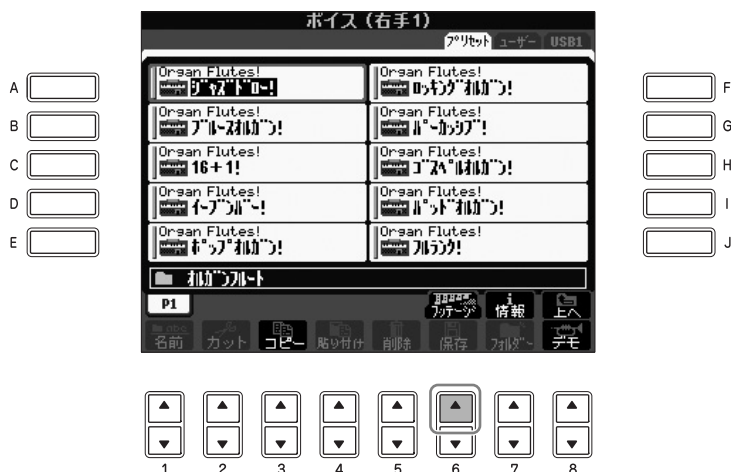 ボイス(右手1)
プリセット ユーザー USB1
A
B
C
D
E
F
G
H
I
J
Organ Flutes!
ジャズドロー!
Organ Flutes!
ロッキングオルガン!
Organ Flutes!
ブルースオルガン!
Organ Flutes!
パーカッシブ!
Organ Flutes!
16+1!
Organ Flutes!
ゴスペルオルガン!
Organ Flutes!
イーブンバー!
Organ Flutes!
パッドオルガン!
Organ Flutes!
ポップオルガン!
Organ Flutes!
フルランク!
オルガンフルート
P1 フッテージ i 情報 上へ
名前 カット コピー 貼り付け 削除 保存 フォルダー デモ
1 2 3 4 5 6 7 8